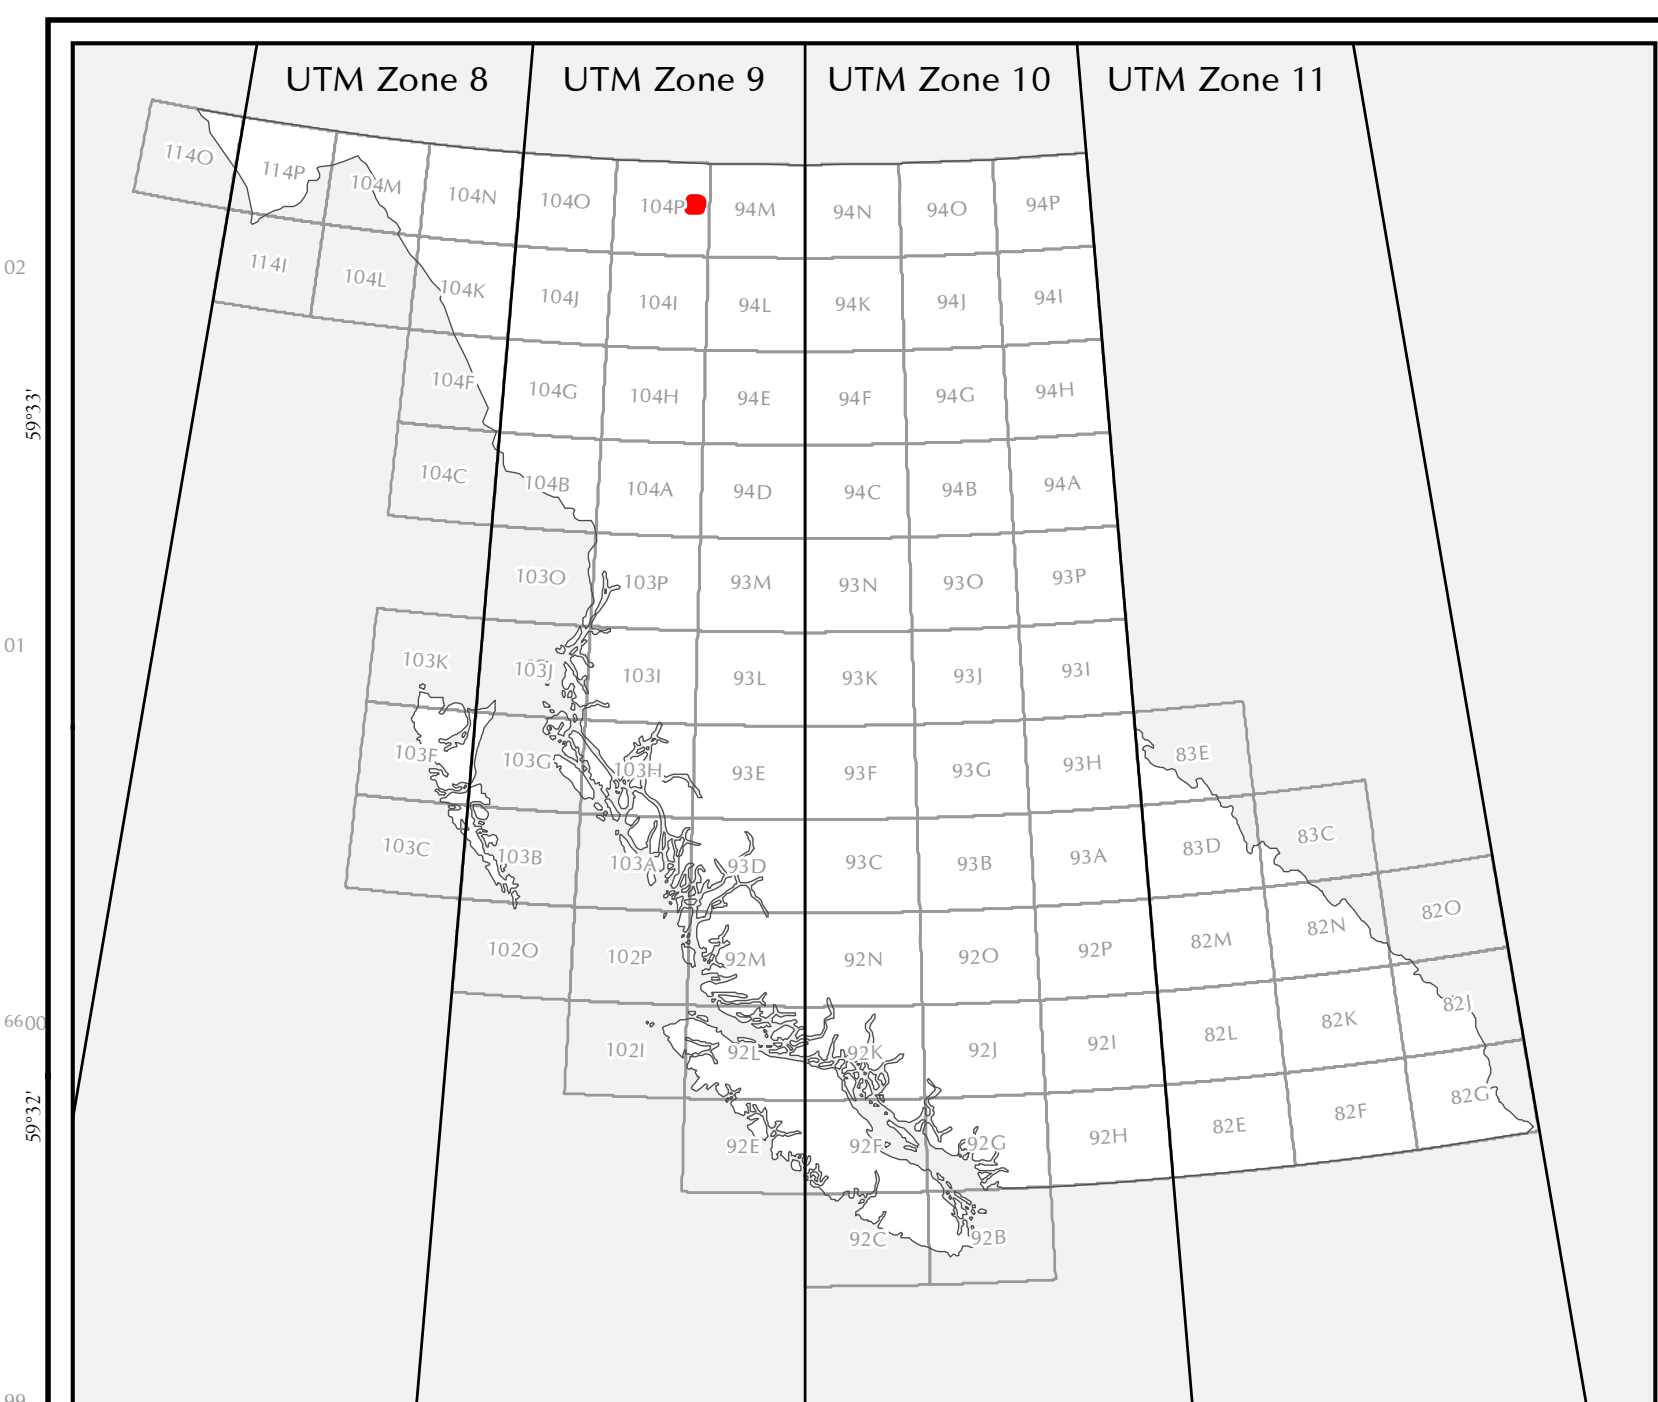 UTM Zone 8 UTM Zone 9 UTM Zone 10 UTM Zone 11
114O 114P 104M 104N 104O 104P 94M 94N 94O 94P
02
114I 104L 104K 104J 104I 94L 94K 94J 94I
59°33'
104F 104G 104H 94E 94F 94G 94H
104C 104B 104A 94D 94C 94B 94A
103O 103P 93M 93N 93O 93P
01
103K 103J 103I 93L 93K 93J 93I
103F 103G 103H 93E 93F 93G 93H 83E
103C 103B 103A 93D 93C 93B 93A 83D 83C
102O 102P 92M 92N 92O 92P 82M 82N 82O
6600
102I 92L 92K 92J 92I 82L 82K 82J
59°32'
92E 92F 92G 92H 82E 82F 82G
92C 92B
99